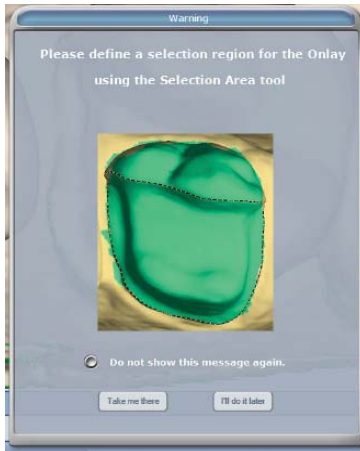 Warning
Please define a selection region for the Onlay
using the Selection Area tool
Do not show this message again.
Take me there
I'll do it later